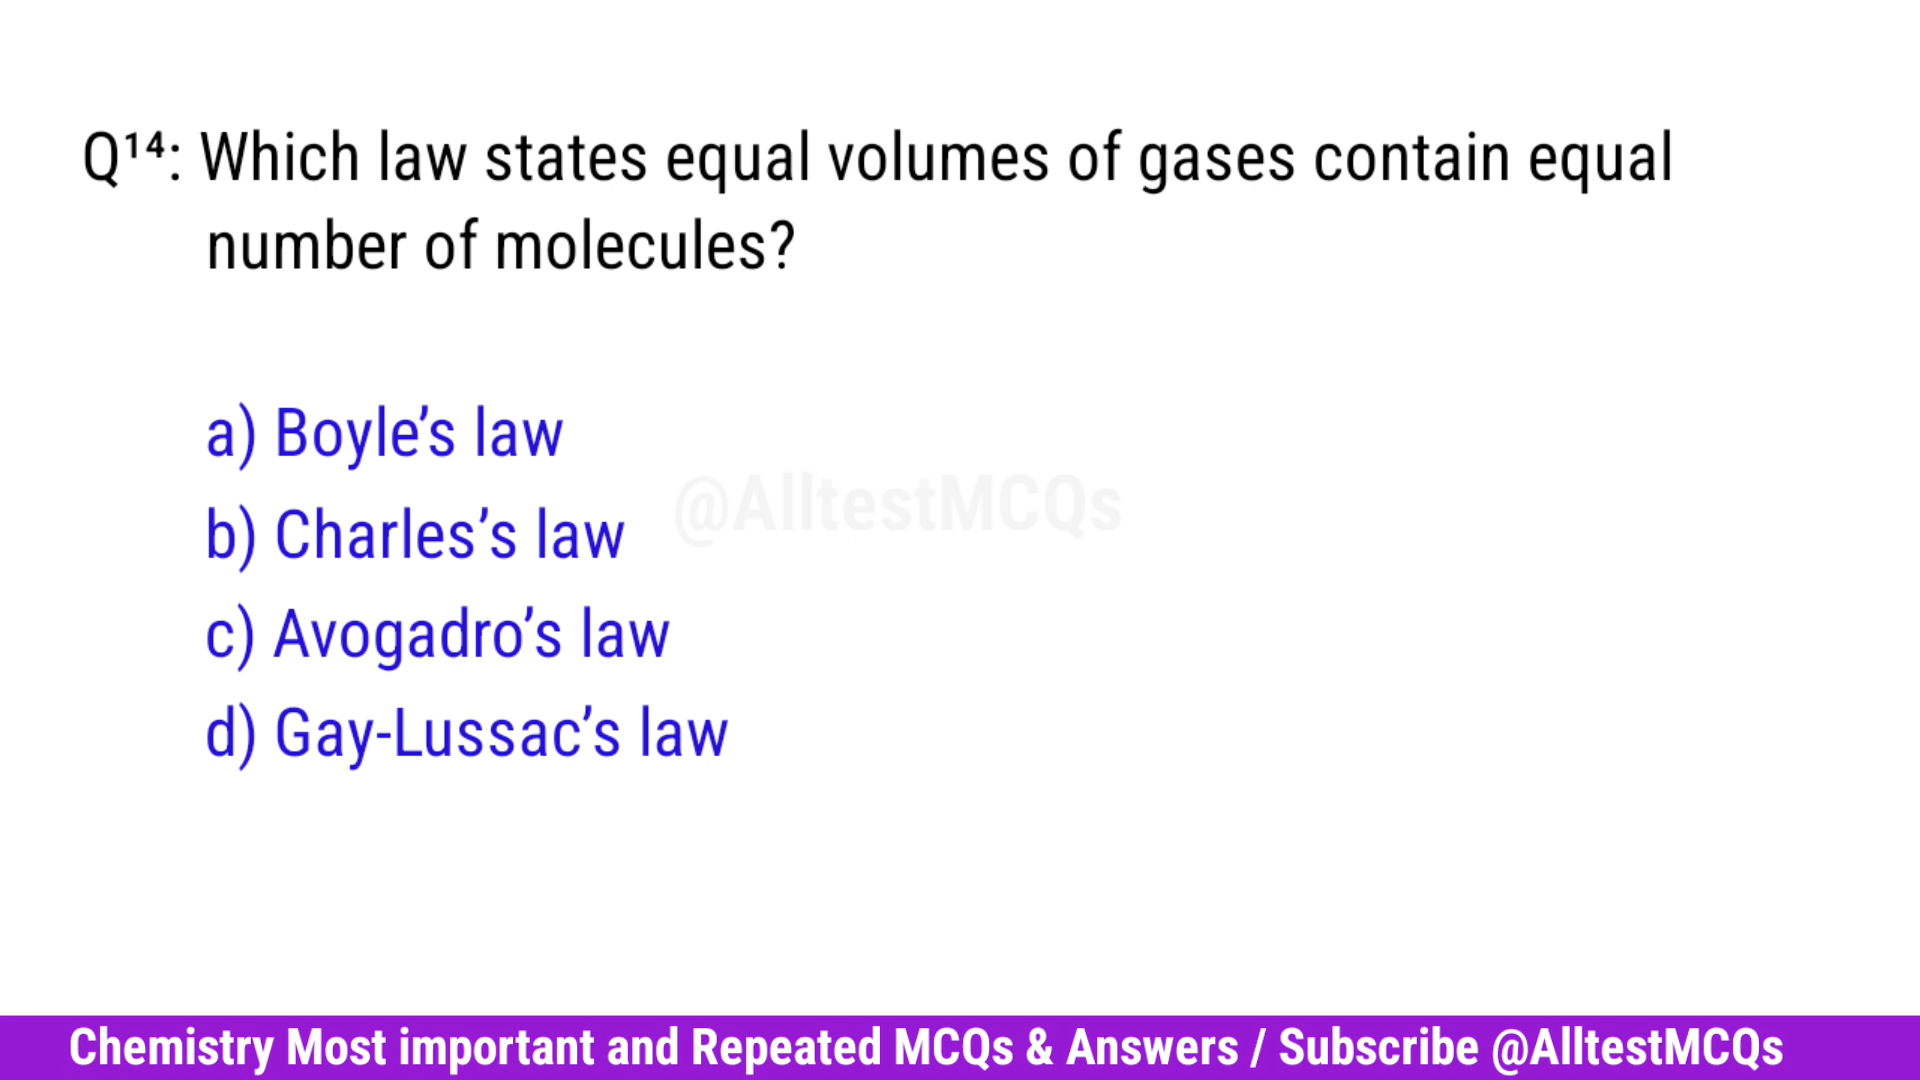 Q¹⁴: Which law states equal volumes of gases contain equal
number of molecules?
a) Boyle’s law
@AlltestMCQs
b) Charles’s law
c) Avogadro’s law
d) Gay-Lussac’s law
Chemistry Most important and Repeated MCQs & Answers / Subscribe @AlltestMCQs